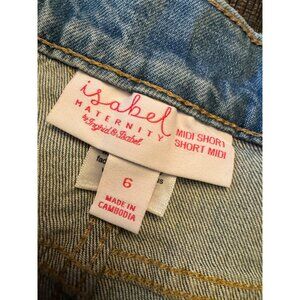 isabel
MATERNITY
by Ingrid & Isabel
MIDI SHORT
SHORT MIDI
6
MADE IN
CAMBODIA